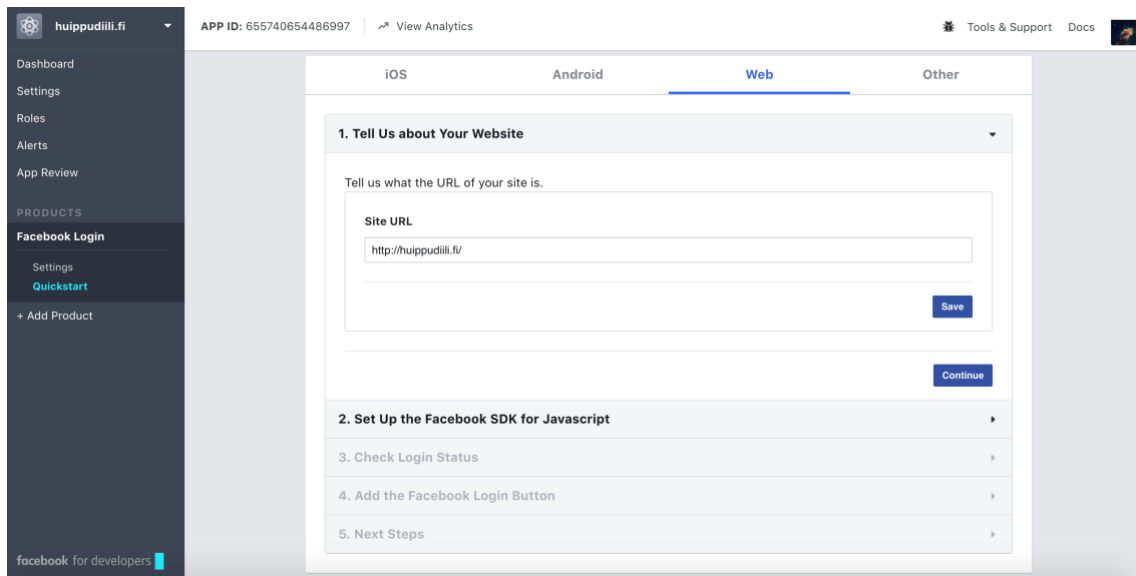 huippudiili.fi
APP ID: 655740654486997
View Analytics
Tools & Support
Docs
Dashboard
Settings
Roles
Alerts
App Review
PRODUCTS
Facebook Login
Settings
Quickstart
+ Add Product
facebook for developers
iOS
Android
Web
Other
1. Tell Us about Your Website
Tell us what the URL of your site is.
Site URL
http://huippudiili.fi/
Save
Continue
2. Set Up the Facebook SDK for Javascript
3. Check Login Status
4. Add the Facebook Login Button
5. Next Steps